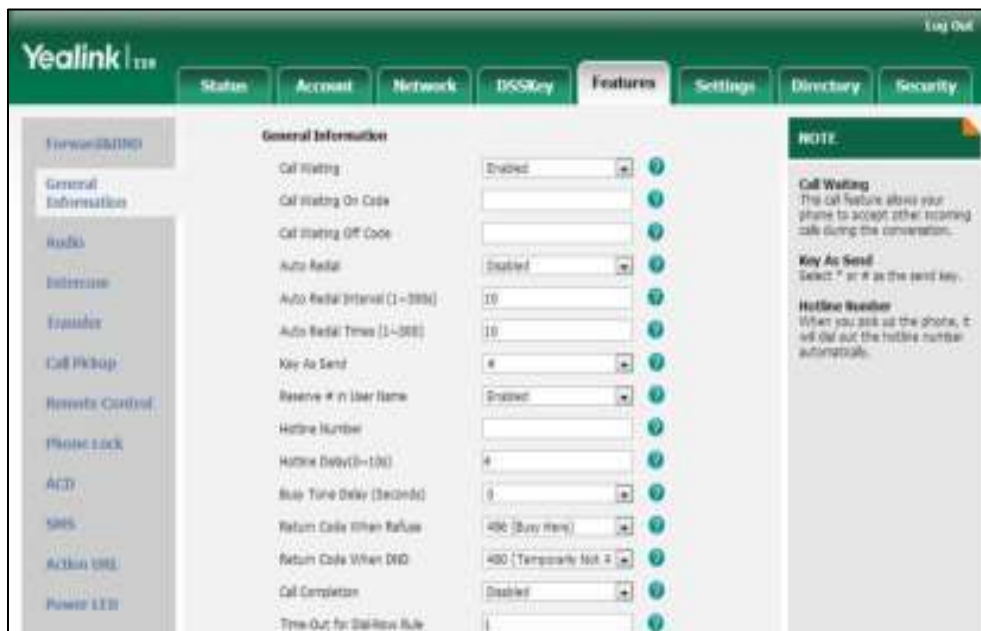 Log Out
Yealink
Status Account Network DSSKey Features Settings Directory Security
Forward&DND
General Information
Audio
Intercom
Transfer
Call Pickup
Remote Control
Phone Lock
ACD
SMS
Action URL
Power LED
General Information
Call Waiting Enabled
Call Waiting On Code
Call Waiting Off Code
Auto Redial Disabled
Auto Redial Interval (1~300s) 10
Auto Redial Times (1~300) 10
Key As Send #
Reserve # in User Name Enabled
Hotline Number
Hotline Delay(0~10s) 4
Busy Tone Delay (Seconds) 0
Return Code When Refuse 486 (Busy Here)
Return Code When DND 480 (Temporarily Not A
Call Completion Disabled
Time-Out for Dial-Now Rule 1
NOTE
Call Waiting
This call feature allows your
phone to accept other incoming
calls during the conversation.
Key As Send
Select * or # as the send key.
Hotline Number
When you pick up the phone, it
will dial out the hotline number
automatically.